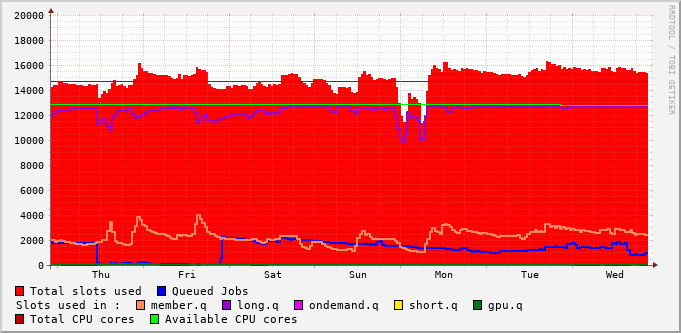 RRDTOOL / TOBI OETIKER
20000
18000
16000
14000
12000
10000
8000
6000
4000
2000
0
Thu Fri Sat Sun Mon Tue Wed
Total slots used Queued Jobs
Slots used in : member.q long.q ondemand.q short.q gpu.q
Total CPU cores Available CPU cores